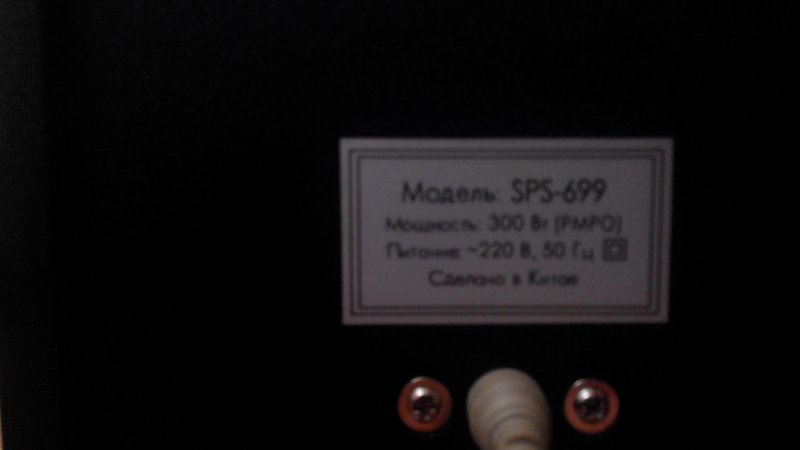 Модель: SPS-699
Мощность: 300 Вт (PMPO)
Питание: ~220 В, 50 Гц
Сделано в Китае